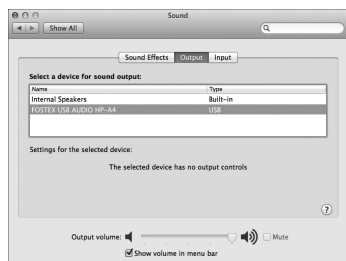 Sound
Show All
Sound Effects Output Input
Select a device for sound output:
Name Type
Internal Speakers Built-in
FOSTEX USB AUDIO HP-A4 USB
Settings for the selected device:
The selected device has no output controls
?
Output volume: Mute
Show volume in menu bar